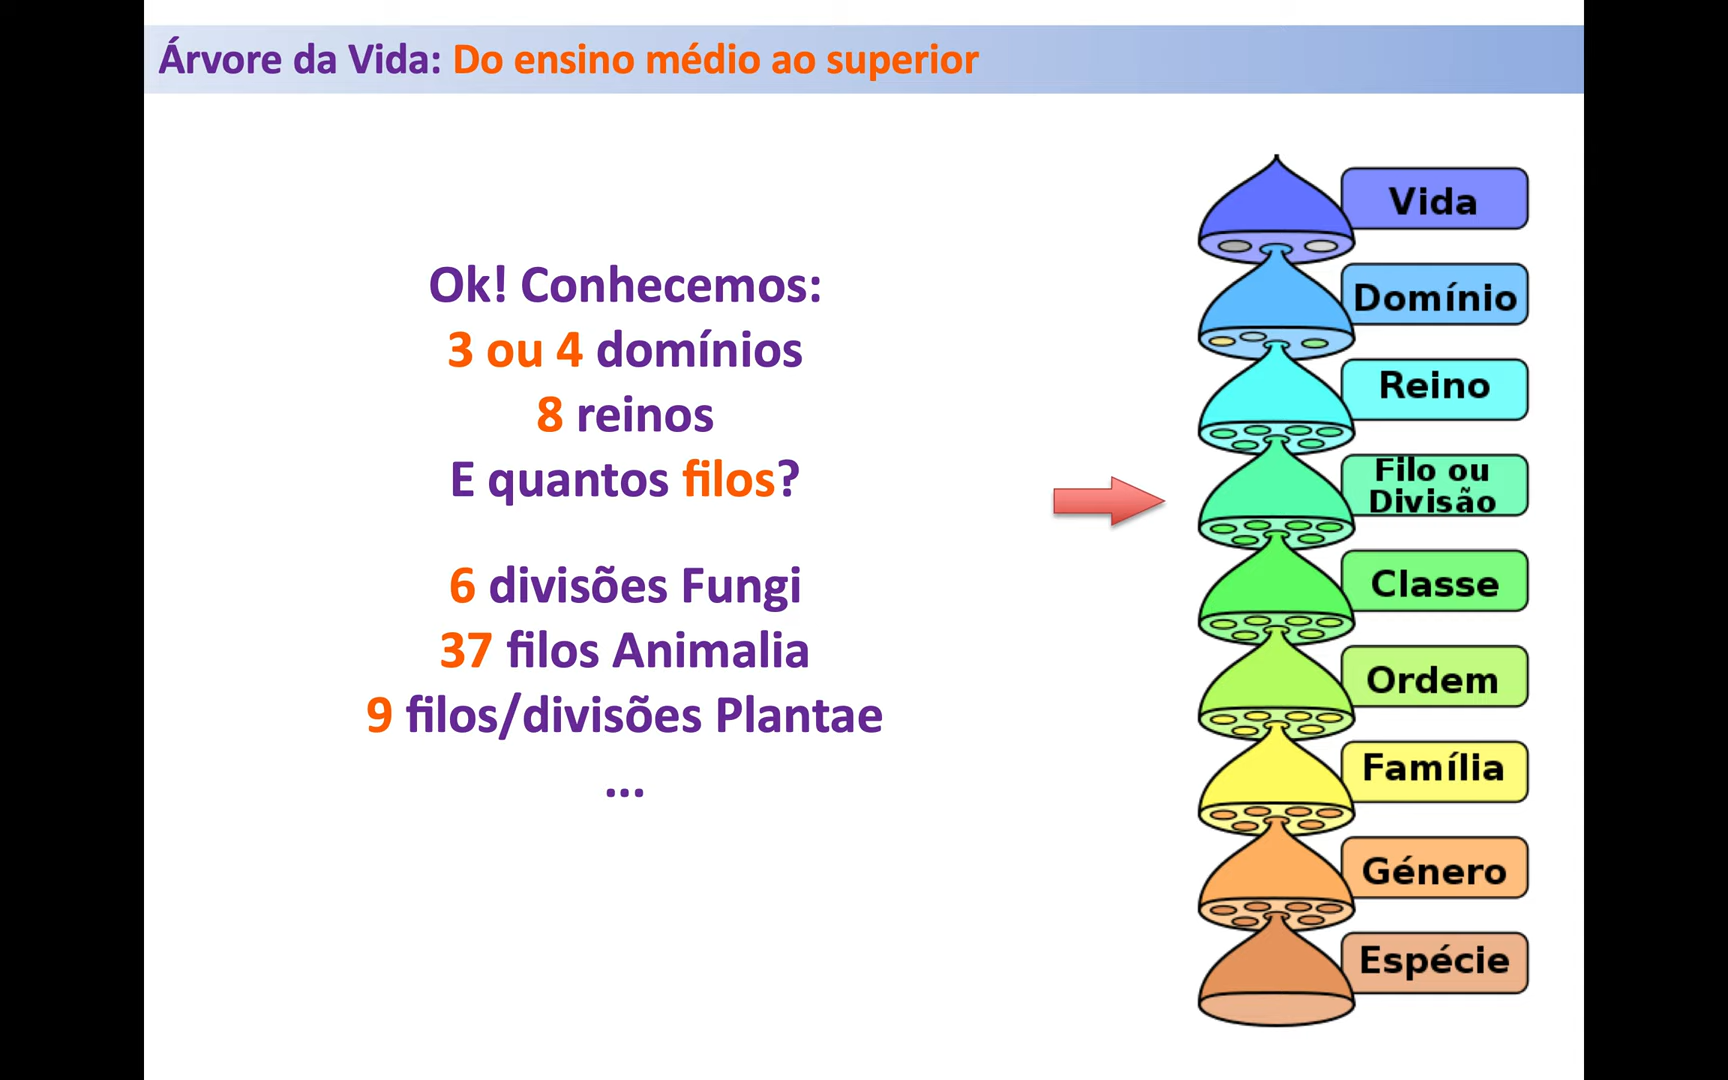 Árvore da Vida: Do ensino médio ao superior
Ok! Conhecemos:
3 ou 4 domínios
8 reinos
E quantos filos?
6 divisões Fungi
37 filos Animalia
9 filos/divisões Plantae
...
Vida
Domínio
Reino
Filo ou
Divisão
Classe
Ordem
Família
Género
Espécie